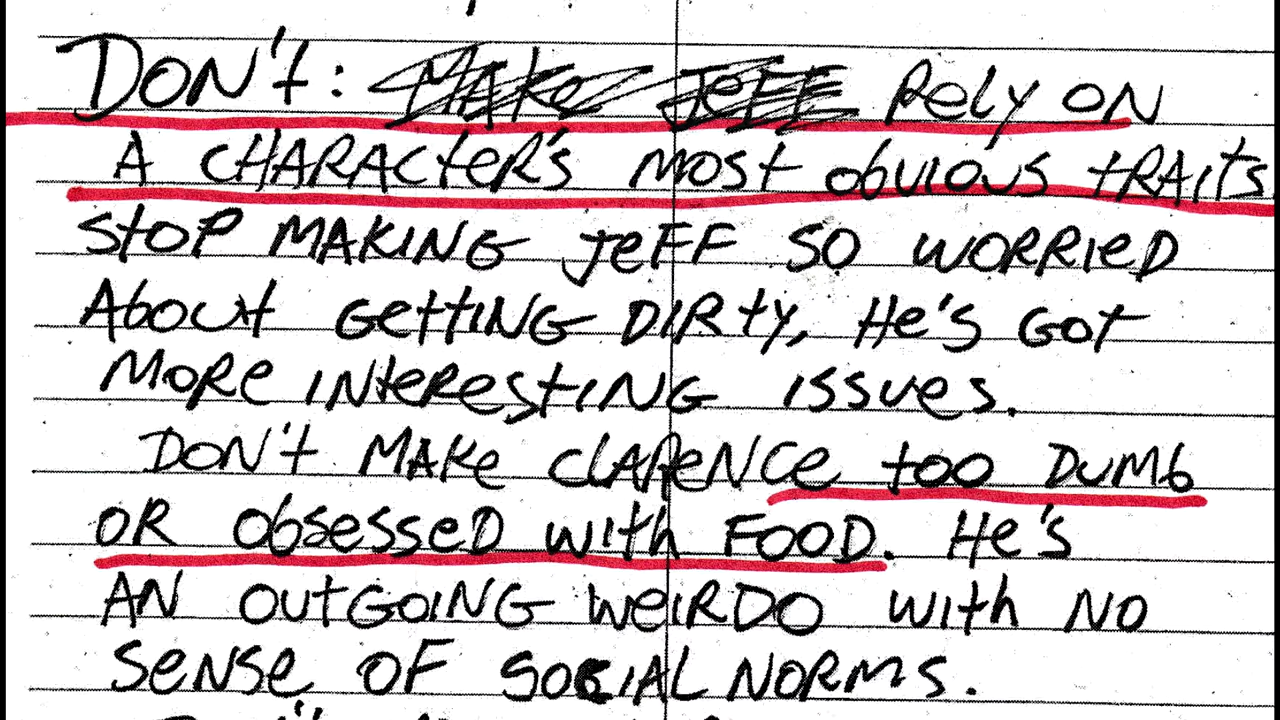 DON't: MAKe JeFF Rely ON
A CHARACteR's most obvious tRAits
stop MAKING JeFF SO WORRIED
About GettING DIRty, He's Got
MoRe INteResting issues.
DON't MAKe ClAReNce too DUMb
OR obsesseD with FOOD. He's
AN OUtGOING WeiRDO with NO
SeNSe OF SOCIAL NORMS.